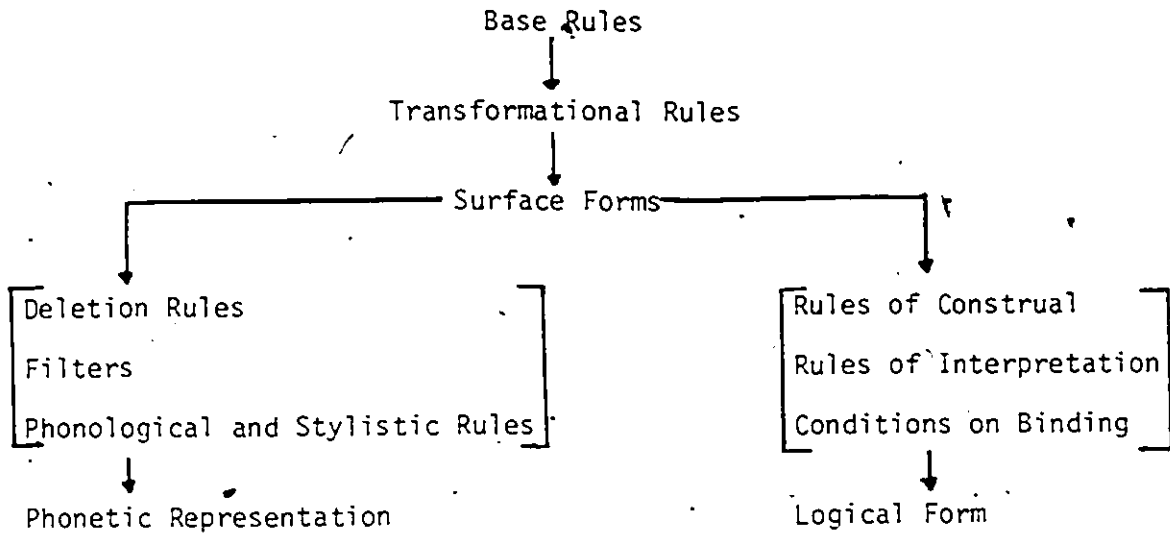 Base Rules
Transformational Rules
Surface Forms
Deletion Rules
Filters
Phonological and Stylistic Rules
Phonetic Representation
Rules of Construal
Rules of Interpretation
Conditions on Binding
Logical Form